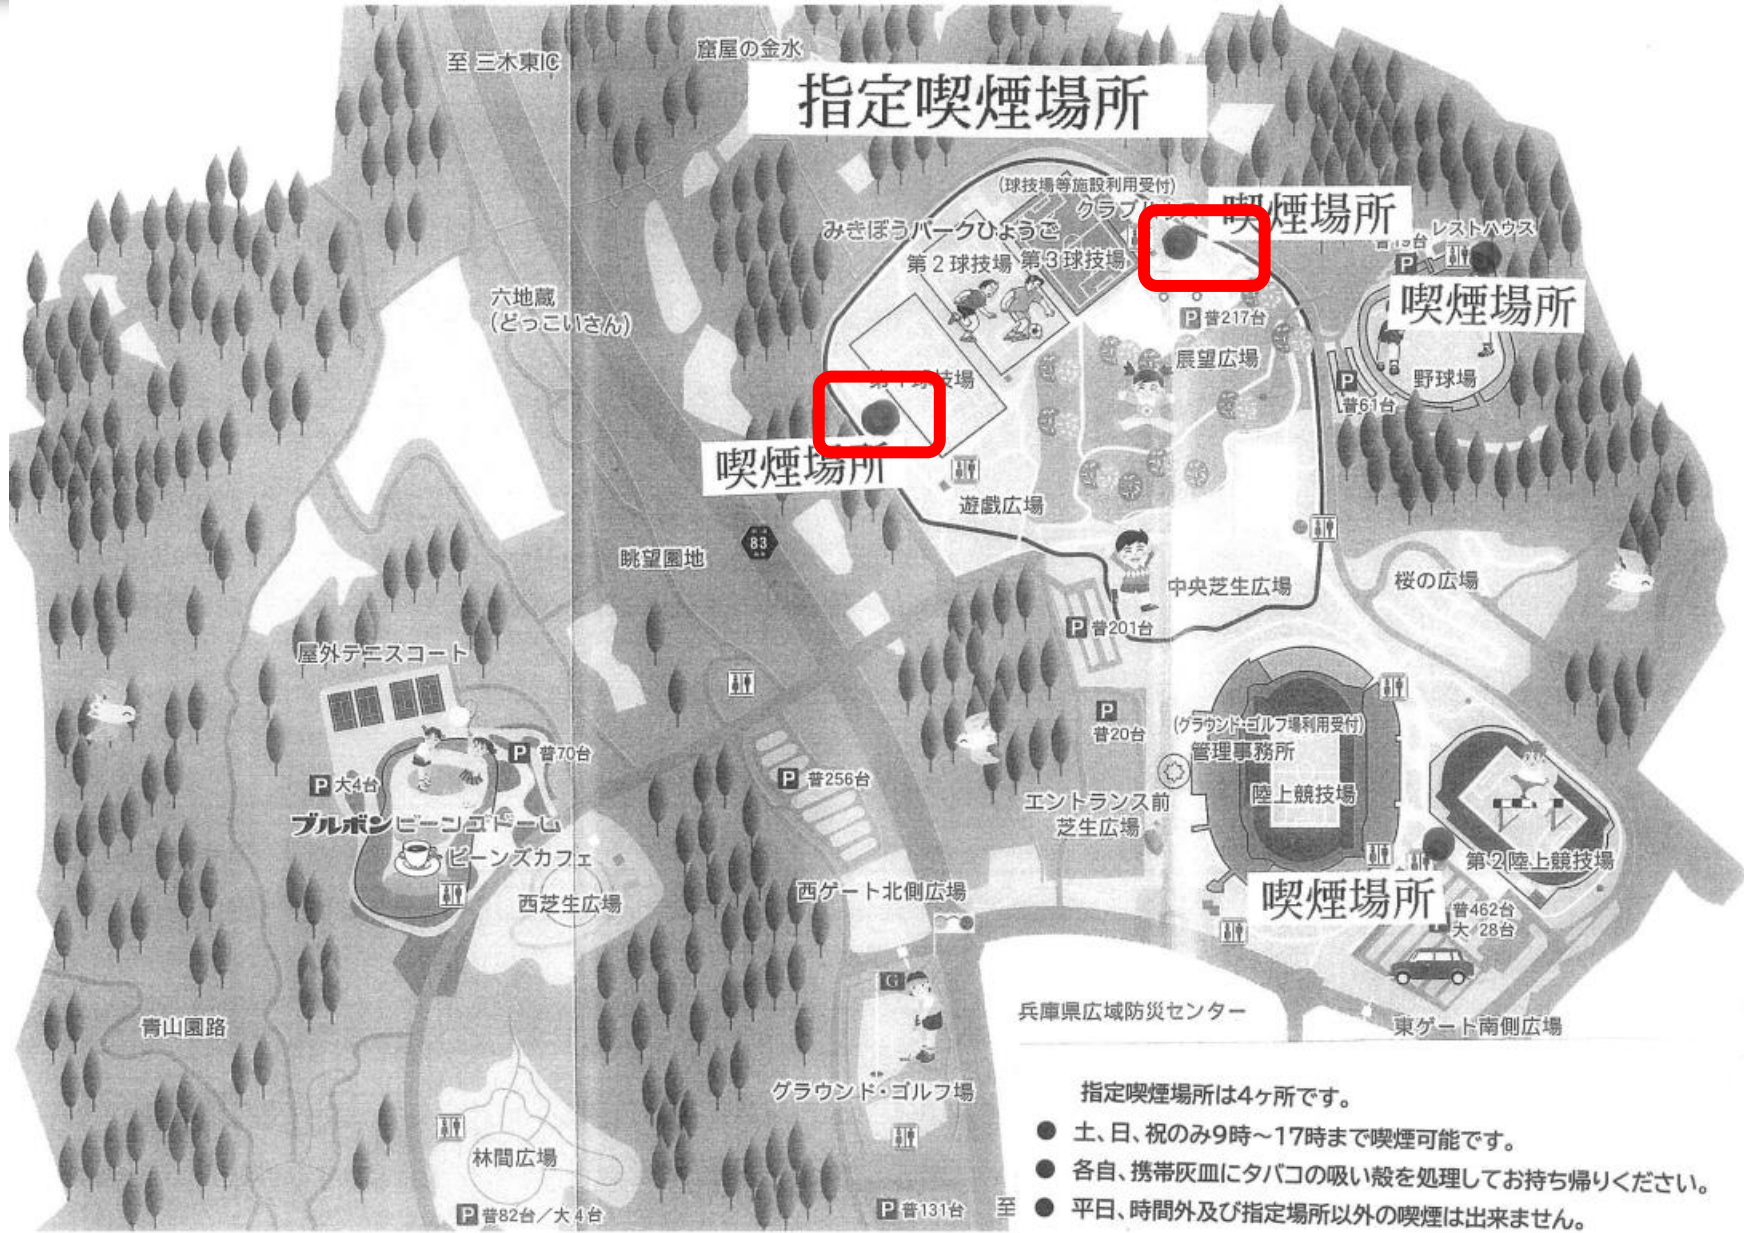 至 三木東IC
窟屋の金水
指定喫煙場所
(球技場等施設利用受付)
喫煙場所
みきぼうパークひょうご
レストハウス
第2球技場
第3球技場
喫煙場所
六地蔵
(どっこいさん)
P 普217台
展望広場
野球場
P
普61台
喫煙場所
遊戯広場
83
眺望園地
中央芝生広場
桜の広場
P 普201台
屋外テニスコート
P
普20台
(グラウンド・ゴルフ場利用受付)
管理事務所
P 普70台
P 大4台
P 普256台
陸上競技場
エントランス前
芝生広場
ブルボンビーンズドーム
ビーンズカフェ
第2陸上競技場
西芝生広場
西ゲート北側広場
喫煙場所
普462台
大 28台
G
兵庫県広域防災センター
東ゲート南側広場
青山園路
グラウンド・ゴルフ場
林間広場
P 普82台/大4台
P 普131台
至
指定喫煙場所は4ヶ所です。
● 土、日、祝のみ9時~17時まで喫煙可能です。
● 各自、携帯灰皿にタバコの吸い殻を処理してお持ち帰りください。
● 平日、時間外及び指定場所以外の喫煙は出来ません。